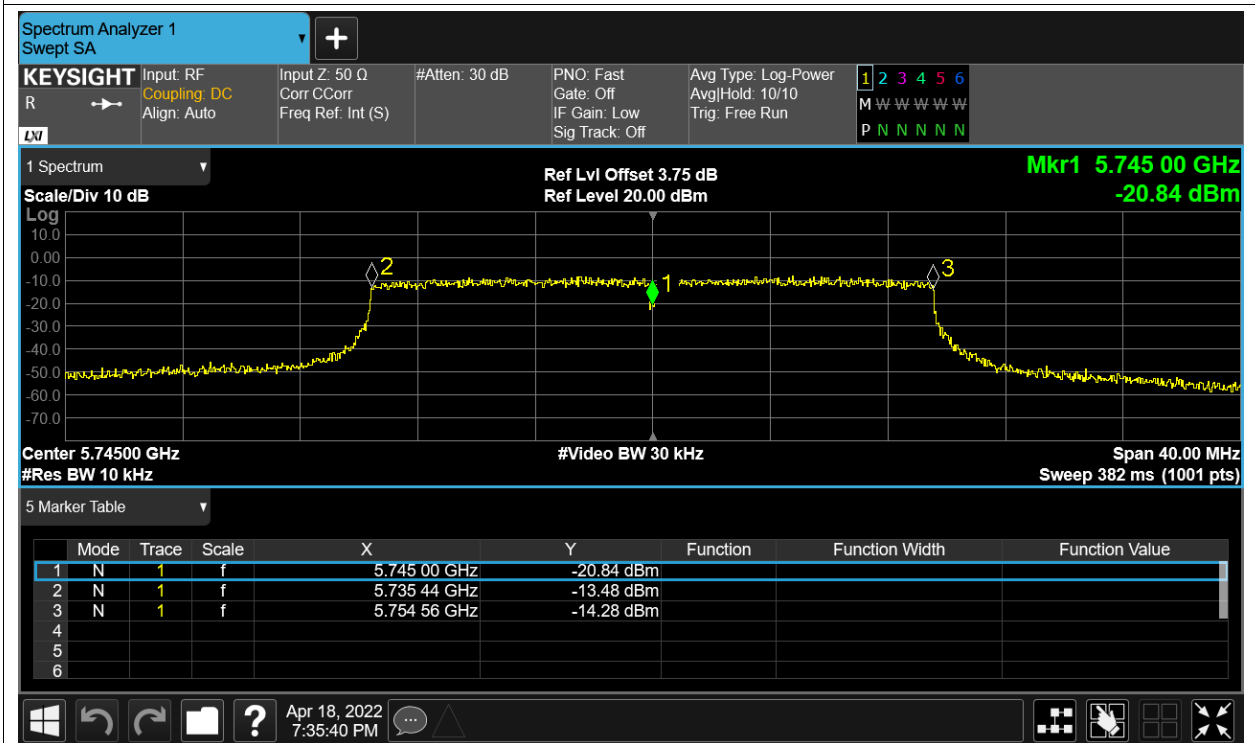 Spectrum Analyzer 1
Swept SA
KEYSIGHT
R
LXI
Input: RF
Coupling: DC
Align: Auto
Input Z: 50 Ω
Corr CCorr
Freq Ref: Int (S)
#Atten: 30 dB
PNO: Fast
Gate: Off
IF Gain: Low
Sig Track: Off
Avg Type: Log-Power
Avg|Hold: 10/10
Trig: Free Run
1 2 3 4 5 6
M W W W W W
P N N N N N
1 Spectrum
Scale/Div 10 dB
Ref Lvl Offset 3.75 dB
Ref Level 20.00 dBm
Mkr1 5.745 00 GHz
-20.84 dBm
Log
10.0
0.00
-10.0
-20.0
-30.0
-40.0
-50.0
-60.0
-70.0
2
1
3
Center 5.74500 GHz
#Res BW 10 kHz
#Video BW 30 kHz
Span 40.00 MHz
Sweep 382 ms (1001 pts)
5 Marker Table
Mode Trace Scale X Y Function Function Width Function Value
1 N 1 f 5.745 00 GHz -20.84 dBm
2 N 1 f 5.735 44 GHz -13.48 dBm
3 N 1 f 5.754 56 GHz -14.28 dBm
4
5
6
?
Apr 18, 2022
7:35:40 PM